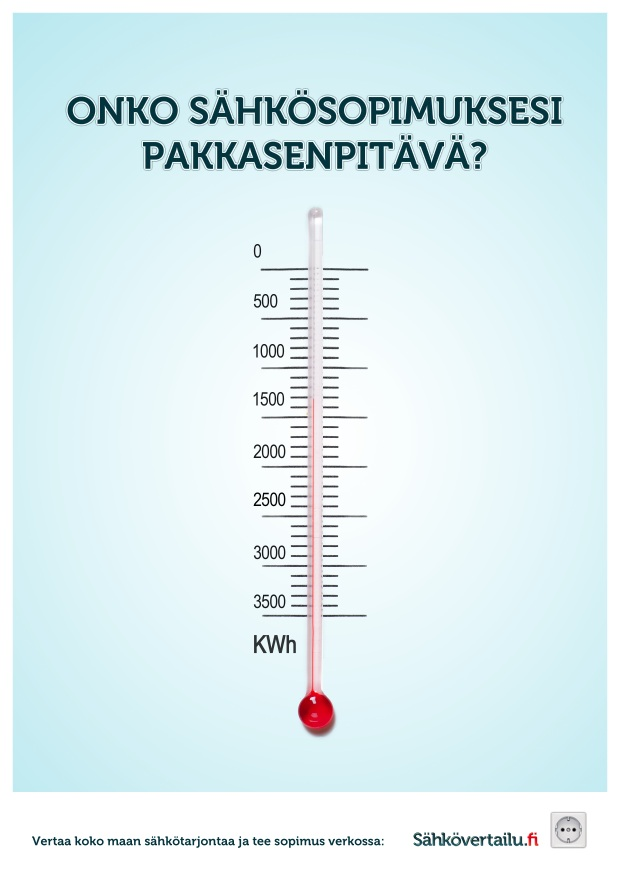 ONKO SÄHKÖSOPIMUKSESI
PAKKASENPITÄVÄ?
0
500
1000
1500
2000
2500
3000
3500
KWh
Vertaa koko maan sähkötarjontaa ja tee sopimus verkossa:
Sähkövertailu.fi